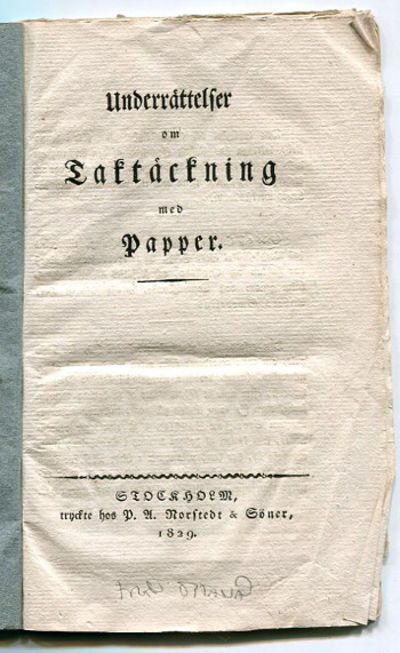 Underrättelser
om
Taktäckning
med
Papper.
STOCKHOLM,
tryckte hos P. A. Norstedt & Söner,
1829.